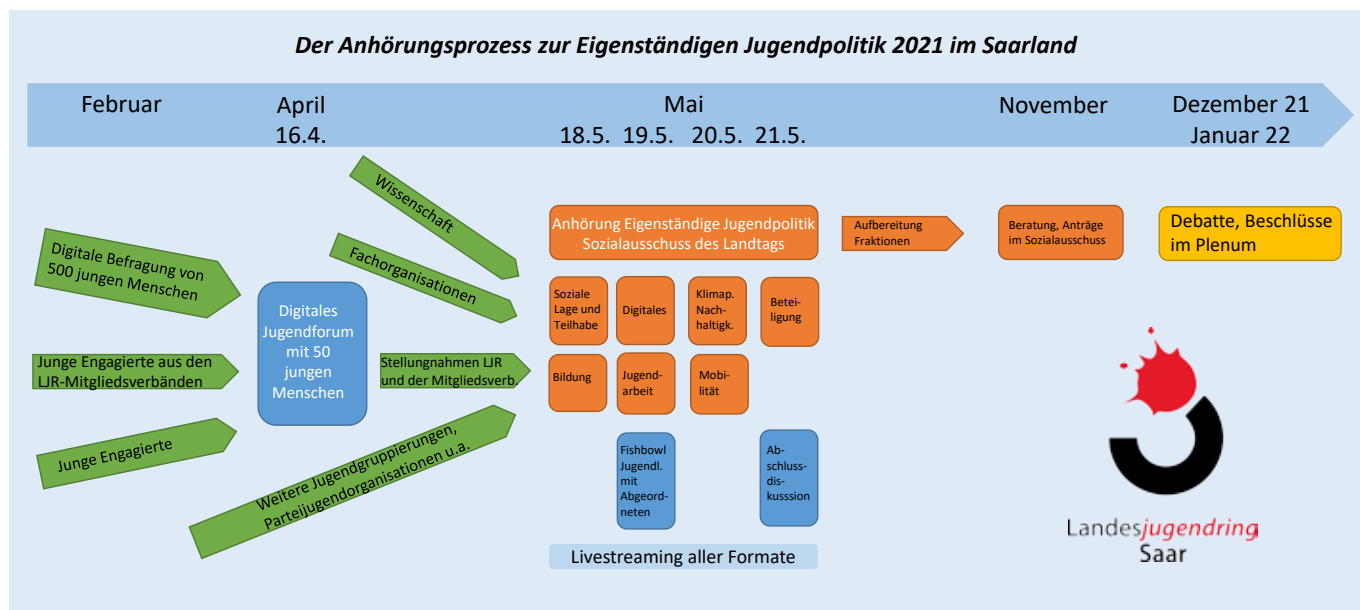 Der Anhörungsprozess zur Eigenständigen Jugendpolitik 2021 im Saarland
Februar
April
16.4.
Mai
18.5. 19.5. 20.5. 21.5.
November
Dezember 21
Januar 22
Digitale Befragung von
500 jungen Menschen
Junge Engagierte aus den
LJR-Mitgliedsverbänden
Junge Engagierte
Digitales
Jugendforum
mit 50
jungen
Menschen
Wissenschaft
Fachorganisationen
Stellungnahmen LJR
und der Mitgliedsverb.
Weitere Jugendgruppierungen,
Parteijugendorganisationen u.a.
Anhörung Eigenständige Jugendpolitik
Sozialausschuss des Landtags
Soziale
Lage und
Teilhabe
Digitales
Klimap.
Nach-
haltigk.
Betei-
ligung
Bildung
Jugend-
arbeit
Mobi-
lität
Fishbowl
Jugendl.
mit
Abgeord-
neten
Ab-
schluss-
dis-
kusssion
Livestreaming aller Formate
Aufbereitung
Fraktionen
Beratung, Anträge
im Sozialausschuss
Debatte, Beschlüsse
im Plenum
Landesjugendring
Saar